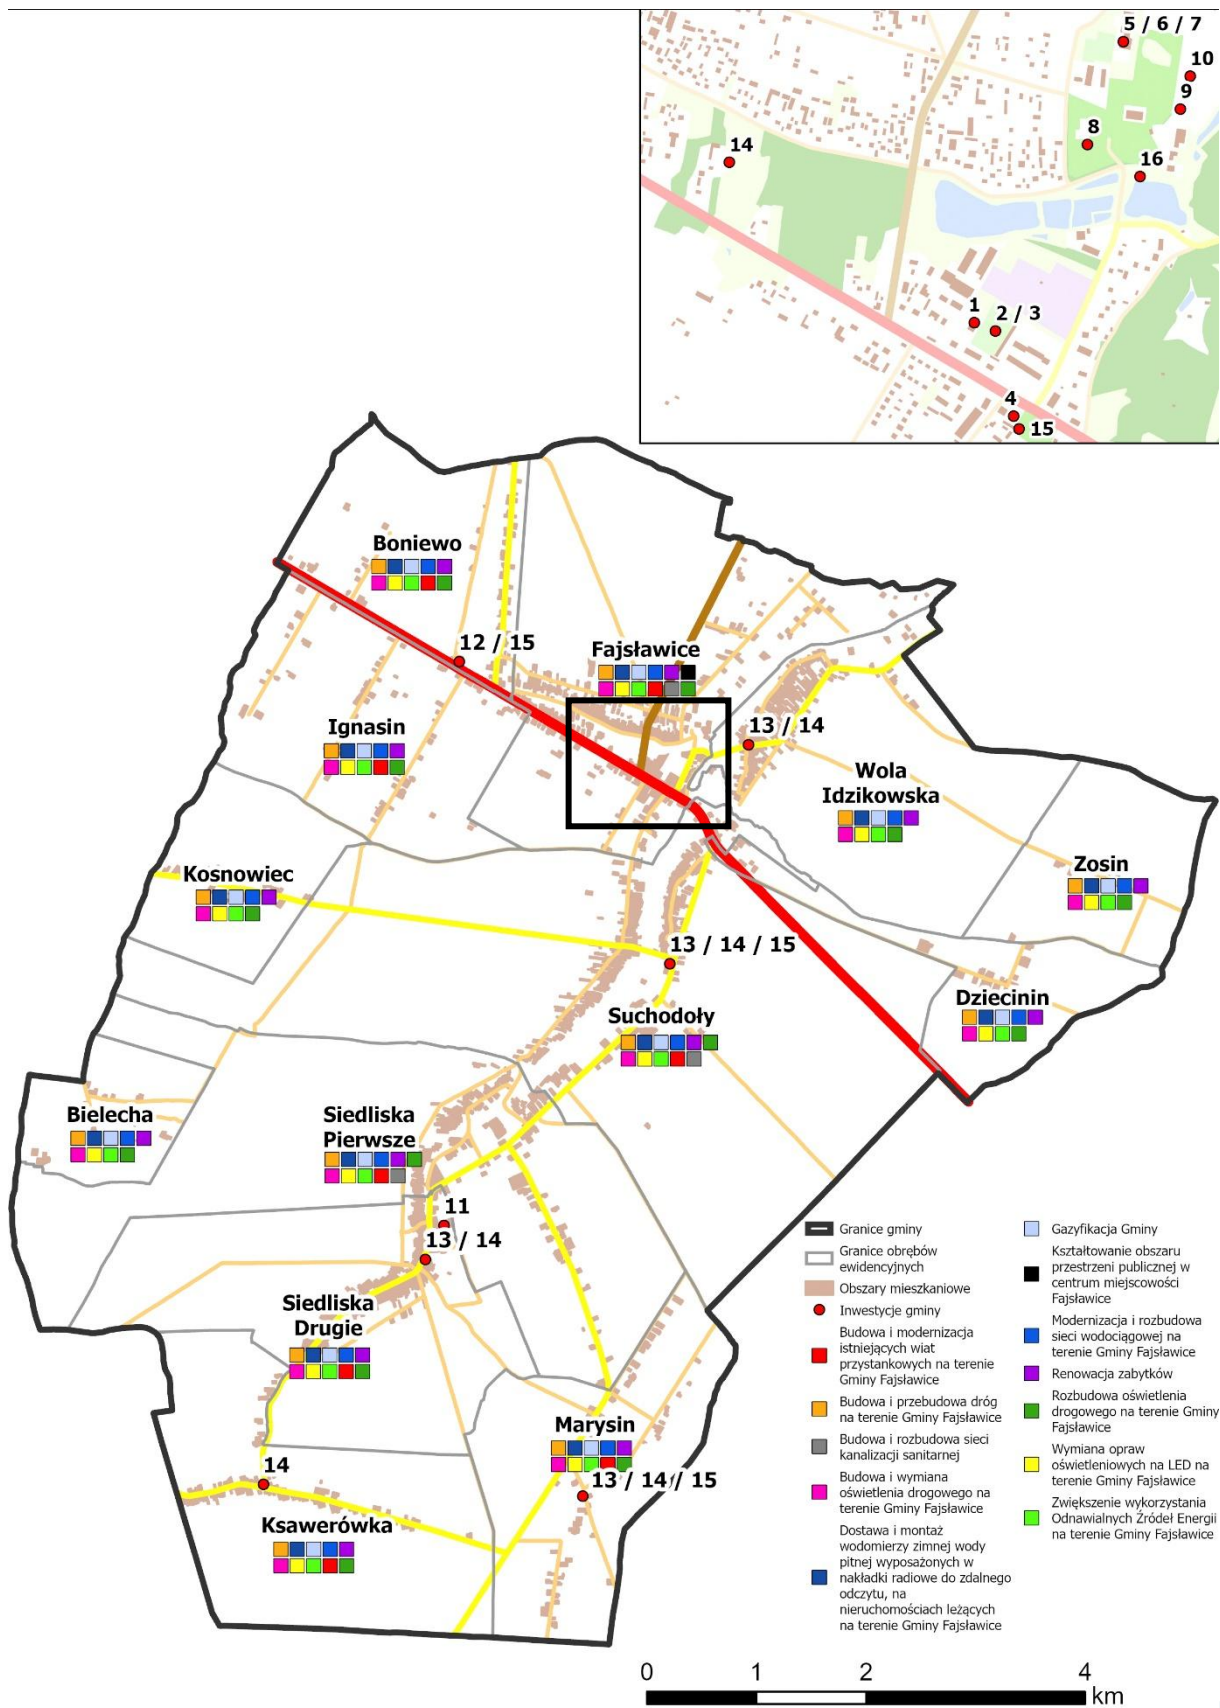 5 / 6 / 7
10
9
8
14
16
1
2 / 3
4
15
Boniewo
12 / 15
Fajsławice
Ignasin
13 / 14
Wola
Idzikowska
Kosnowiec
Zosin
13 / 14 / 15
Dziecinin
Suchodoły
Bielecha
Siedliska
Pierwsze
11
13 / 14
Siedliska
Drugie
Marysin
14
13 / 14 / 15
Ksawerówka
Granice gminy
Granice obrębów
ewidencyjnych
Obszary mieszkaniowe
Inwestycje gminy
Budowa i modernizacja
istniejących wiat
przystankowych na terenie
Gminy Fajsławice
Budowa i przebudowa dróg
na terenie Gminy Fajsławice
Budowa i rozbudowa sieci
kanalizacji sanitarnej
Budowa i wymiana
oświetlenia drogowego na
terenie Gminy Fajsławice
Dostawa i montaż
wodomierzy zimnej wody
pitnej wyposażonych w
nakładki radiowe do zdalnego
odczytu, na
nieruchomościach leżących
na terenie Gminy Fajsławice
Gazyfikacja Gminy
Kształtowanie obszaru
przestrzeni publicznej w
centrum miejscowości
Fajsławice
Modernizacja i rozbudowa
sieci wodociągowej na
terenie Gminy Fajsławice
Renowacja zabytków
Rozbudowa oświetlenia
drogowego na terenie Gminy
Fajsławice
Wymiana opraw
oświetleniowych na LED na
terenie Gminy Fajsławice
Zwiększenie wykorzystania
Odnawialnych Źródeł Energii
na terenie Gminy Fajsławice
0 1 2 4
km